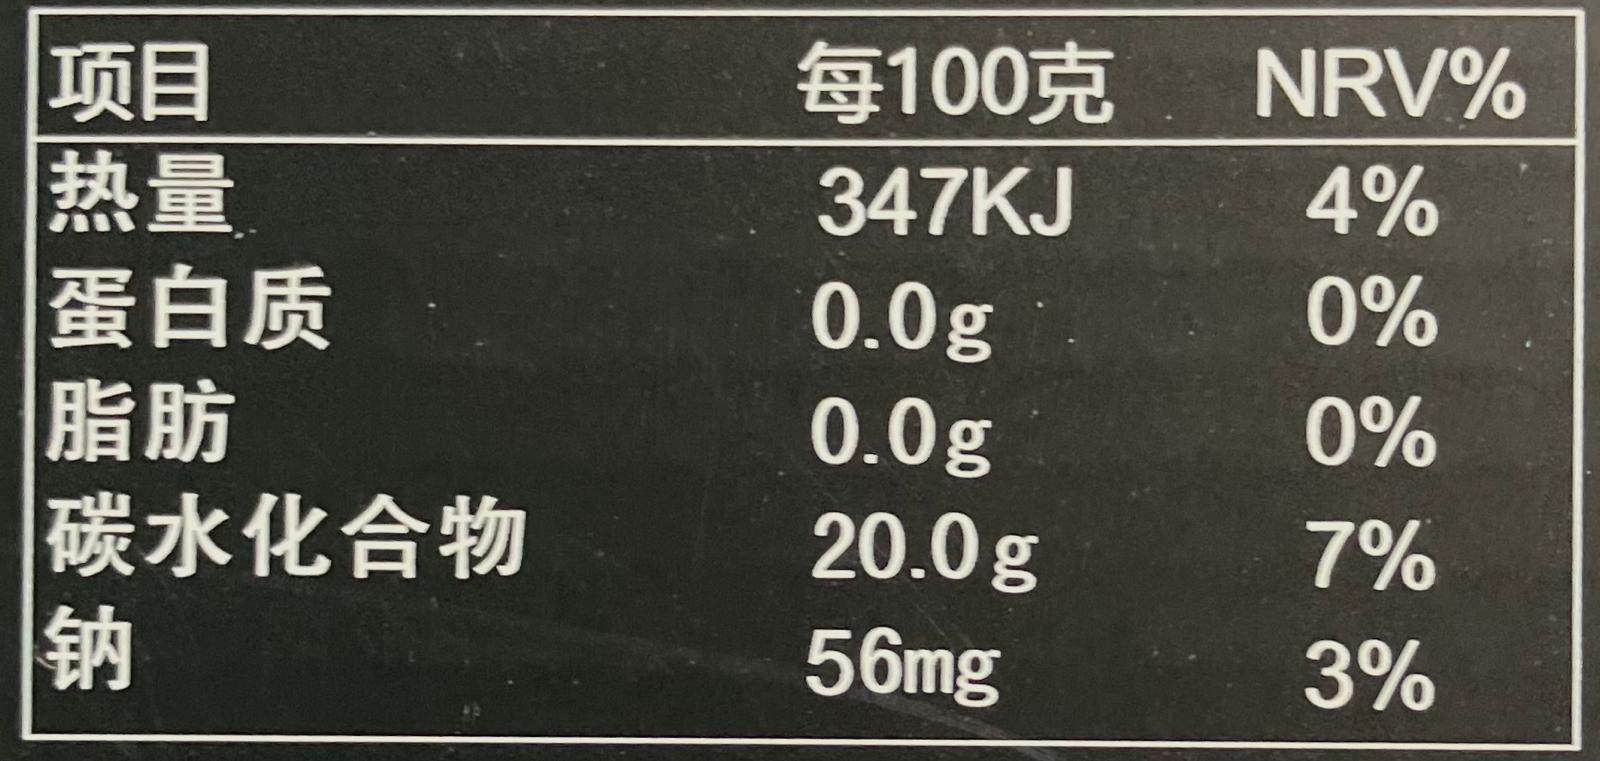 项目 每100克 NRV%
热量 347KJ 4%
蛋白质 0.0g 0%
脂肪 0.0g 0%
碳水化合物 20.0g 7%
钠 56mg 3%